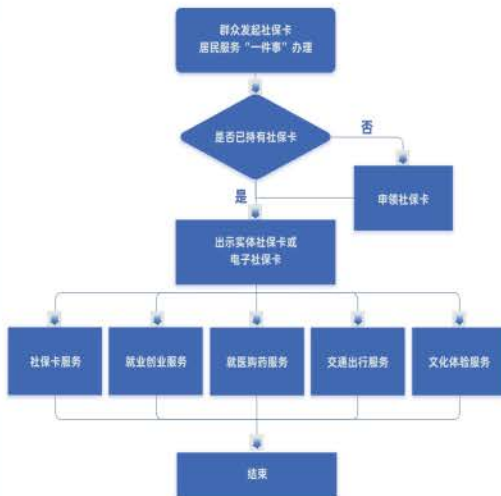 群众发起社保卡
居民服务“一件事”办理
是否已持有社保卡
否
申领社保卡
是
出示实体社保卡或
电子社保卡
社保卡服务
就业创业服务
就医购药服务
交通出行服务
文化体验服务
结束